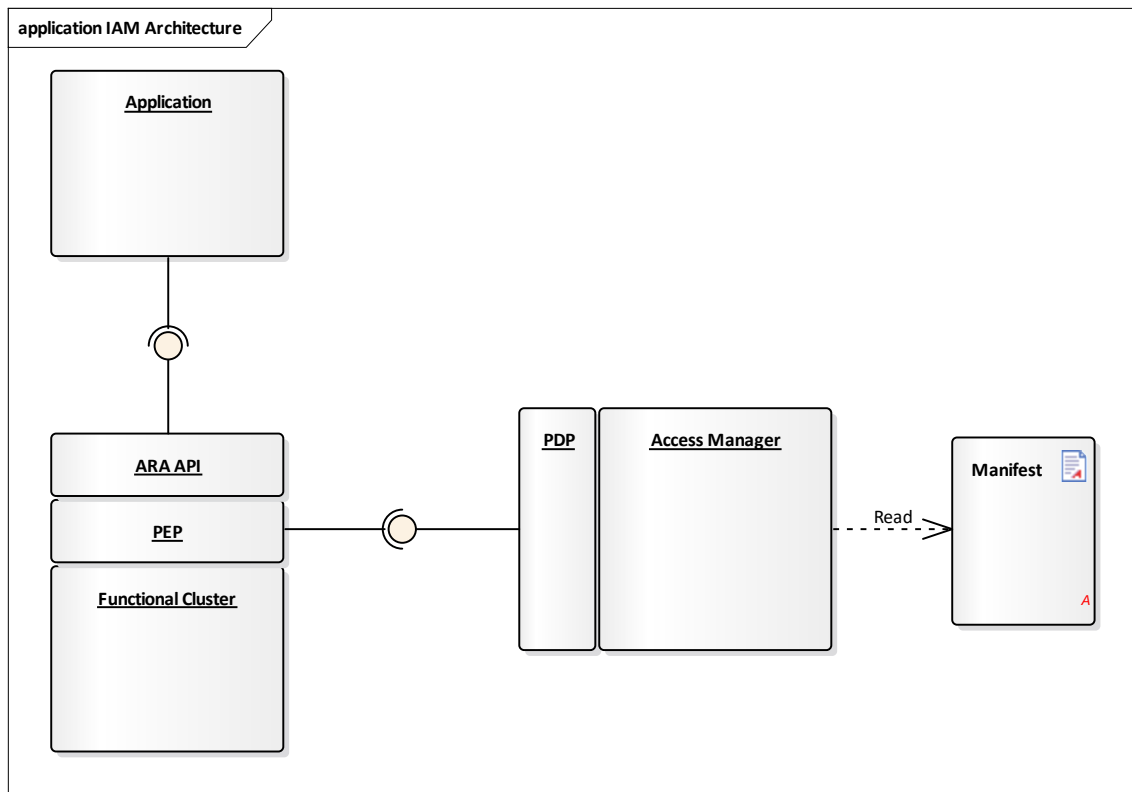 application IAM Architecture
Application
ARA API
PEP
Functional Cluster
PDP
Access Manager
Read
Manifest
A